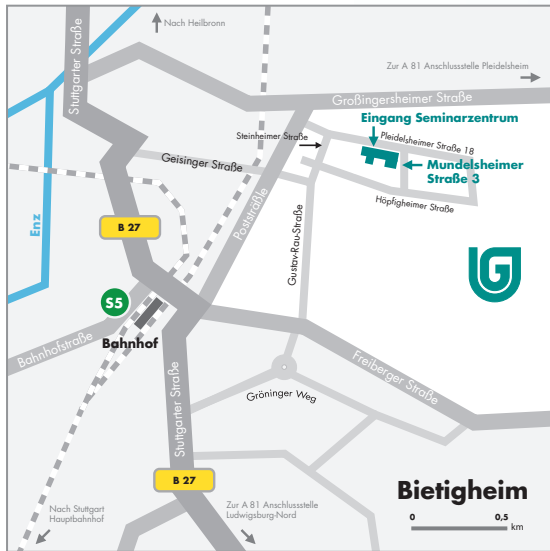 Nach Heilbronn
Stuttgarter Straße
Zur A 81 Anschlussstelle Pleidelsheim
Großingersheimer Straße
Eingang Seminarzentrum
Steinheimer Straße
Pleidelsheimer Straße 18
Geisinger Straße
Mundelsheimer
Straße 3
Höpfigheimer Straße
Poststräßle
Enz
B 27
Gustav-Rau-Straße
S5
Bahnhof
Bahnhofstraße
Freiberger Straße
Stuttgarter Straße
Gröninger Weg
B 27
Bietigheim
Nach Stuttgart
Hauptbahnhof
Zur A 81 Anschlussstelle
Ludwigsburg-Nord
0 0,5
km